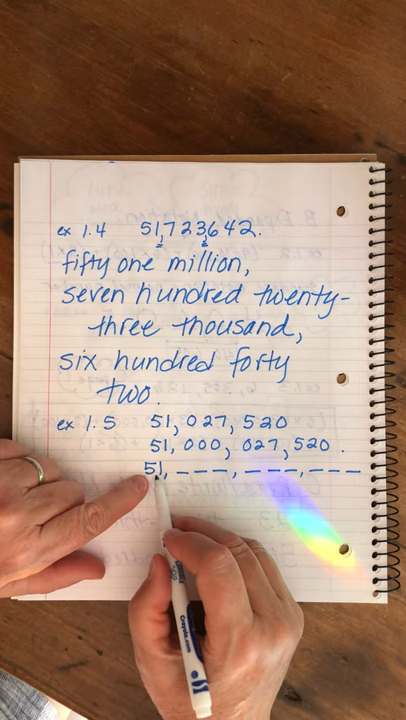 ex 1.4 51,723,642.
fifty one million,
seven hundred twenty-
three thousand,
six hundred forty
two.
ex 1.5 51,027,520
51,000,027,520.
51,___,___,___
Crayola